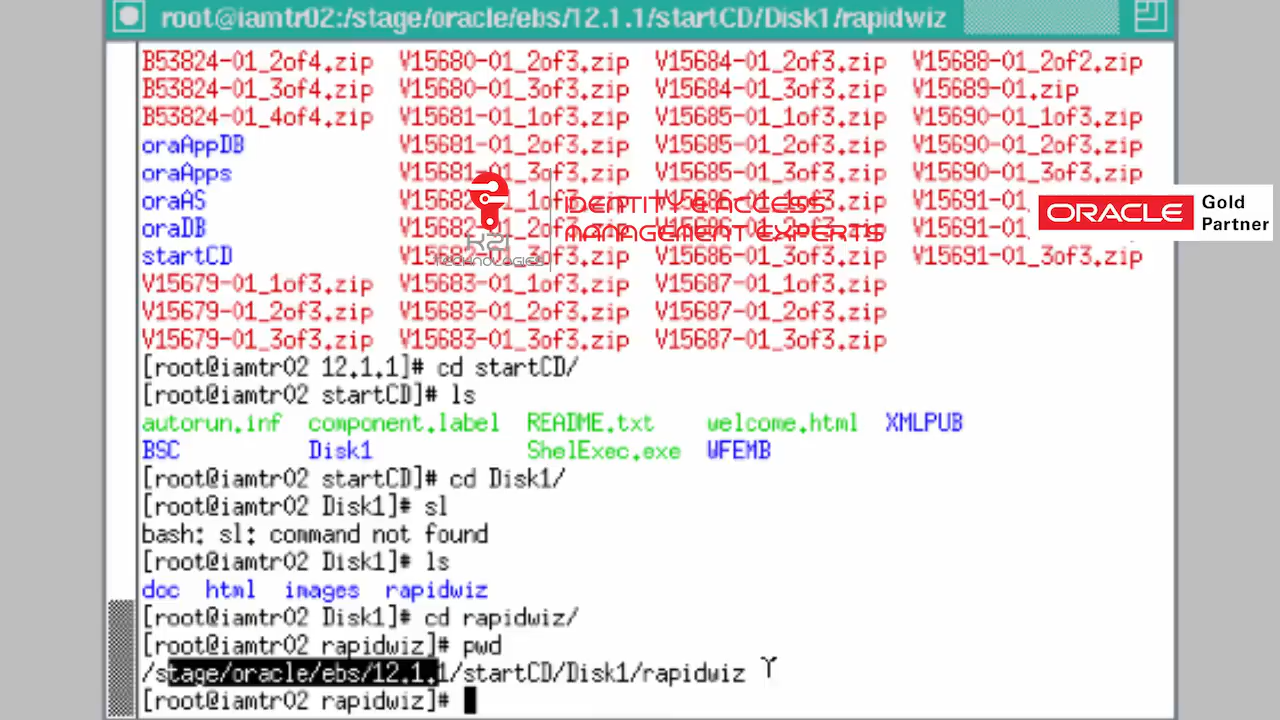 root@iamtr02:/stage/oracle/ebs/12.1.1/startCD/Disk1/rapidwiz
B53824-01_2of4.zip V15680-01_2of3.zip V15684-01_2of3.zip V15688-01_2of2.zip
B53824-01_3of4.zip V15680-01_3of3.zip V15684-01_3of3.zip V15689-01.zip
B53824-01_4of4.zip V15681-01_1of3.zip V15685-01_1of3.zip V15690-01_1of3.zip
oraAppDB V15681-01_2of3.zip V15685-01_2of3.zip V15690-01_2of3.zip
oraApps V15681-01_3of3.zip V15685-01_3of3.zip V15690-01_3of3.zip
oraAS
oraDB
startCD V15686-01_3of3.zip V15691-01_3of3.zip
IDENTITY & ACCESS
MANAGEMENT EXPERTS
K21
TECHNOLOGIES
ORACLE
Gold
Partner
V15679-01_1of3.zip V15683-01_1of3.zip V15687-01_1of3.zip
V15679-01_2of3.zip V15683-01_2of3.zip V15687-01_2of3.zip
V15679-01_3of3.zip V15683-01_3of3.zip V15687-01_3of3.zip
[root@iamtr02 12.1.1]# cd startCD/
[root@iamtr02 startCD]# ls
autorun.inf component.label README.txt welcome.html XMLPUB
BSC Disk1 ShelExec.exe WFEMB
[root@iamtr02 startCD]# cd Disk1/
[root@iamtr02 Disk1]# sl
bash: sl: command not found
[root@iamtr02 Disk1]# ls
doc html images rapidwiz
[root@iamtr02 Disk1]# cd rapidwiz/
[root@iamtr02 rapidwiz]# pwd
/stage/oracle/ebs/12.1.1/startCD/Disk1/rapidwiz
[root@iamtr02 rapidwiz]#